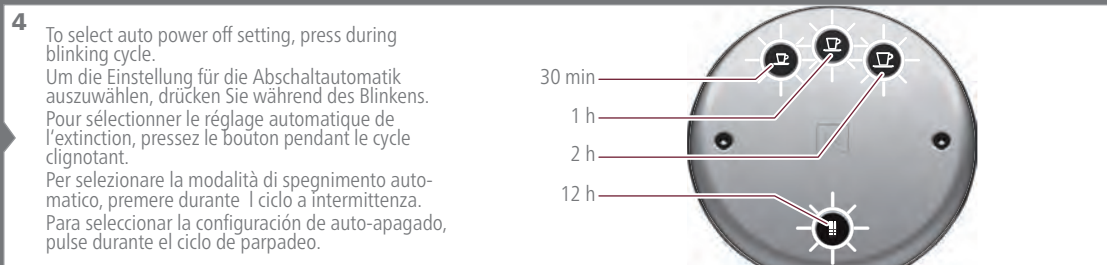 4
To select auto power off setting, press during
blinking cycle.
Um die Einstellung für die Abschaltautomatik
auszuwählen, drücken Sie während des Blinkens.
Pour sélectionner le réglage automatique de
l'extinction, pressez le bouton pendant le cycle
clignotant.
Per selezionare la modalità di spegnimento auto-
matico, premere durante l ciclo a intermittenza.
Para seleccionar la configuración de auto-apagado,
pulse durante el ciclo de parpadeo.
30 min
1 h
2 h
12 h